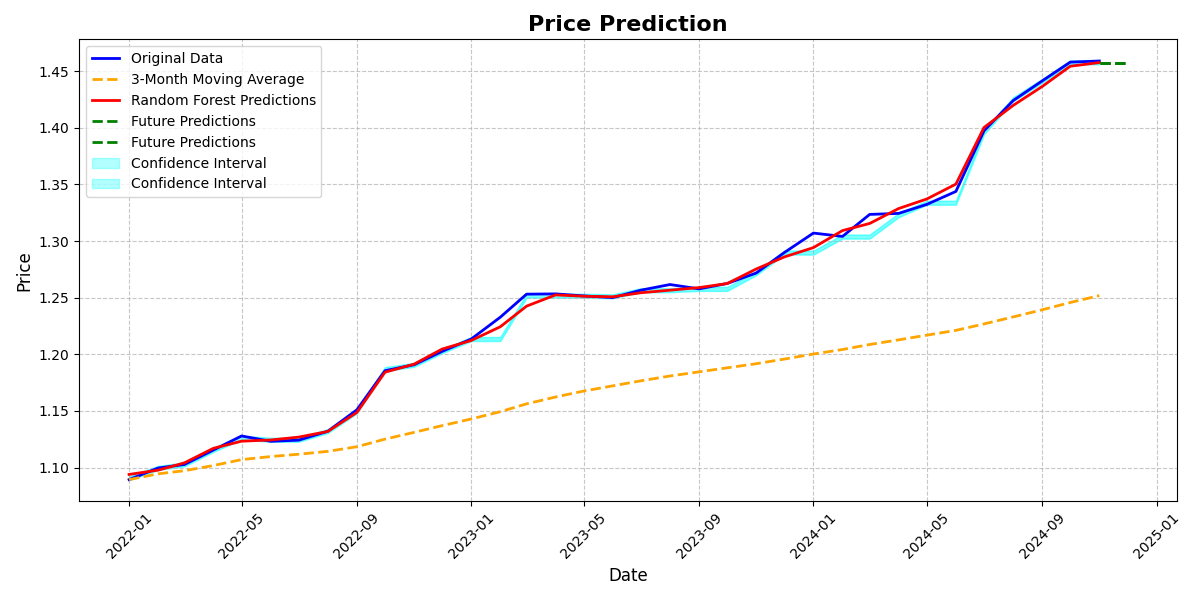 Price Prediction
Original Data
3-Month Moving Average
Random Forest Predictions
Future Predictions
Future Predictions
Confidence Interval
Confidence Interval
Price
1.45
1.40
1.35
1.30
1.25
1.20
1.15
1.10
2022-01
2022-05
2022-09
2023-01
2023-05
2023-09
2024-01
2024-05
2024-09
2025-01
Date